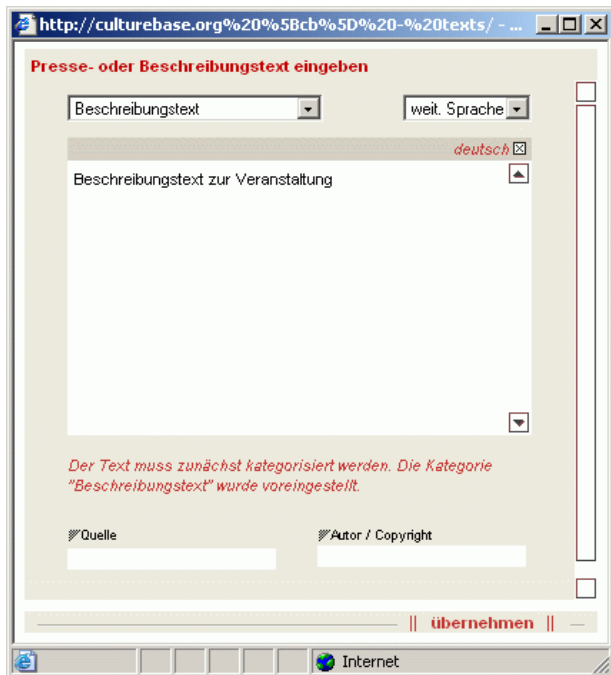 http://culturebase.org%20%5Bcb%5D%20-%20texts/ - ...
Presse- oder Beschreibungstext eingeben
Beschreibungstext weit. Sprache
deutsch
Beschreibungstext zur Veranstaltung
Der Text muss zunächst kategorisiert werden. Die Kategorie
"Beschreibungstext" wurde voreingestellt.
Quelle Autor / Copyright
|| übernehmen ||
Internet